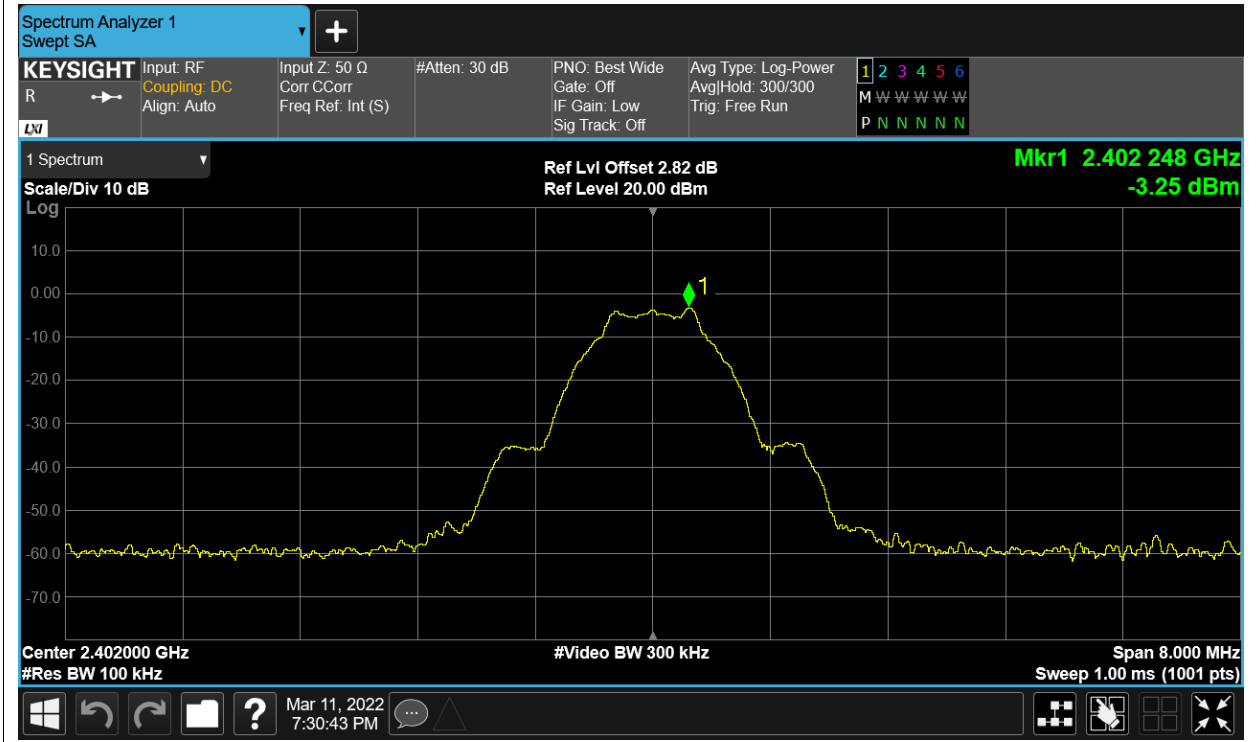 Spectrum Analyzer 1
Swept SA
KEYSIGHT
R
LXI
Input: RF
Coupling: DC
Align: Auto
Input Z: 50 Ω
Corr CCorr
Freq Ref: Int (S)
#Atten: 30 dB
PNO: Best Wide
Gate: Off
IF Gain: Low
Sig Track: Off
Avg Type: Log-Power
Avg|Hold: 300/300
Trig: Free Run
1 2 3 4 5 6
M W W W W W
P N N N N N
1 Spectrum
Scale/Div 10 dB
Log
Ref Lvl Offset 2.82 dB
Ref Level 20.00 dBm
Mkr1 2.402 248 GHz
-3.25 dBm
1
10.0
0.00
-10.0
-20.0
-30.0
-40.0
-50.0
-60.0
-70.0
Center 2.402000 GHz
#Res BW 100 kHz
#Video BW 300 kHz
Span 8.000 MHz
Sweep 1.00 ms (1001 pts)
?
Mar 11, 2022
7:30:43 PM